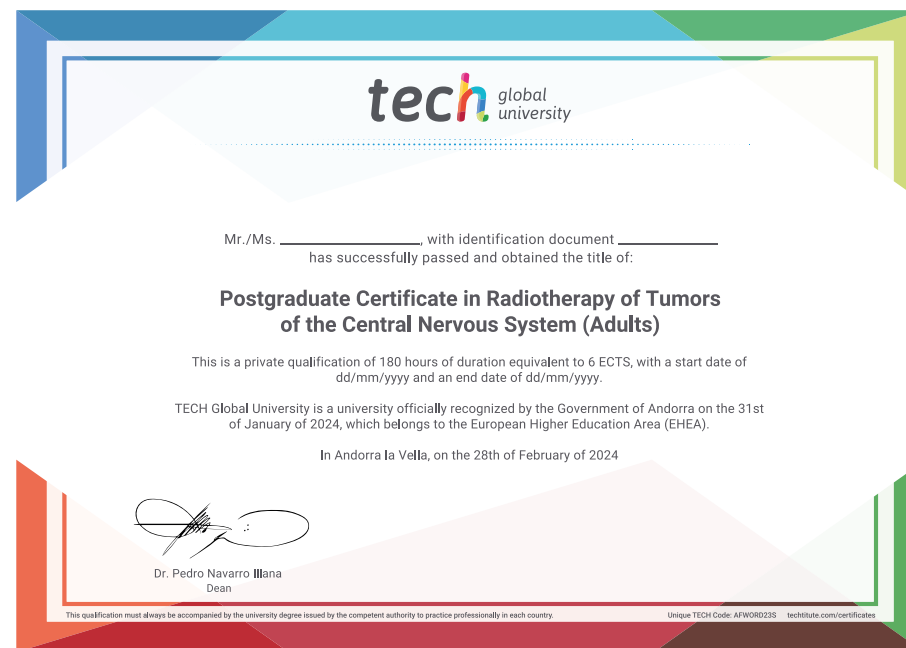 tech global
university
Mr./Ms. ____________, with identification document ____________
has successfully passed and obtained the title of:
Postgraduate Certificate in Radiotherapy of Tumors
of the Central Nervous System (Adults)
This is a private qualification of 180 hours of duration equivalent to 6 ECTS, with a start date of
dd/mm/yyyy and an end date of dd/mm/yyyy.
TECH Global University is a university officially recognized by the Government of Andorra on the 31st
of January of 2024, which belongs to the European Higher Education Area (EHEA).
In Andorra la Vella, on the 28th of February of 2024
Dr. Pedro Navarro Illana
Dean
This qualification must always be accompanied by the university degree issued by the competent authority to practice professionally in each country. Unique TECH Code: AFWORD23S techtitute.com/certificates